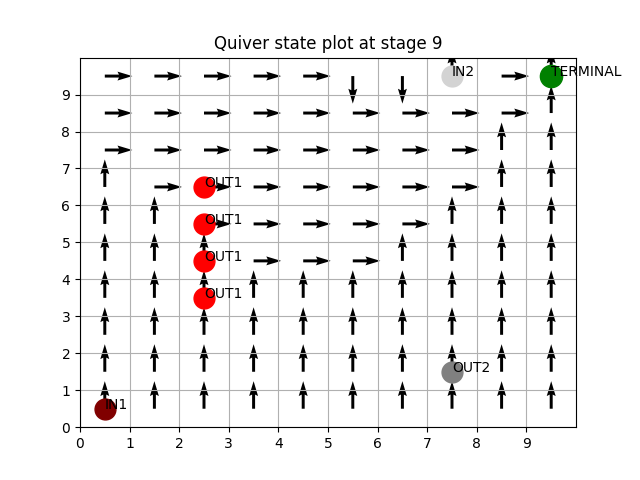 Quiver state plot at stage 9
IN2
TERMINAL
9
8
7
OUT1
6
OUT1
5
OUT1
4
OUT1
3
2
OUT2
1
IN1
0
0 1 2 3 4 5 6 7 8 9